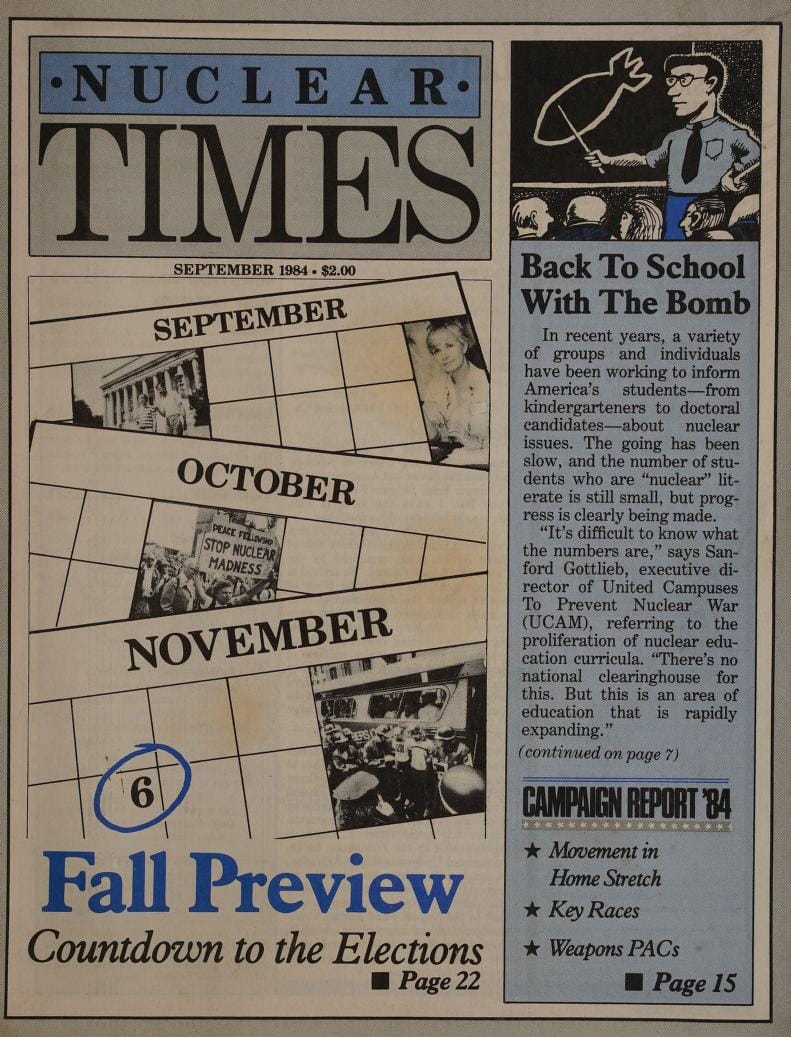 ·NUCLEAR·
TIMES
SEPTEMBER 1984 • $2.00
SEPTEMBER
OCTOBER
PEACE FELLOWSHIP
STOP NUCLEAR
MADNESS
NOVEMBER
6
Fall Preview
Countdown to the Elections
■ Page 22
Back To School
With The Bomb
In recent years, a variety
of groups and individuals
have been working to inform
America's students—from
kindergarteners to doctoral
candidates—about nuclear
issues. The going has been
slow, and the number of stu-
dents who are “nuclear” lit-
erate is still small, but prog-
ress is clearly being made.
“It's difficult to know what
the numbers are,” says San-
ford Gottlieb, executive di-
rector of United Campuses
To Prevent Nuclear War
(UCAM), referring to the
proliferation of nuclear edu-
cation curricula. “There's no
national clearinghouse for
this. But this is an area of
education that is rapidly
expanding.”
(continued on page 7)
CAMPAIGN REPORT '84
★ Movement in
Home Stretch
★ Key Races
★ Weapons PACs
■ Page 15